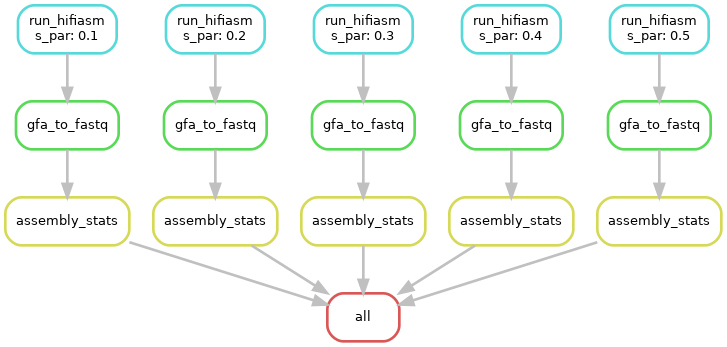 run_hifiasm
s_par: 0.1
run_hifiasm
s_par: 0.2
run_hifiasm
s_par: 0.3
run_hifiasm
s_par: 0.4
run_hifiasm
s_par: 0.5
gfa_to_fastq
gfa_to_fastq
gfa_to_fastq
gfa_to_fastq
gfa_to_fastq
assembly_stats
assembly_stats
assembly_stats
assembly_stats
assembly_stats
all